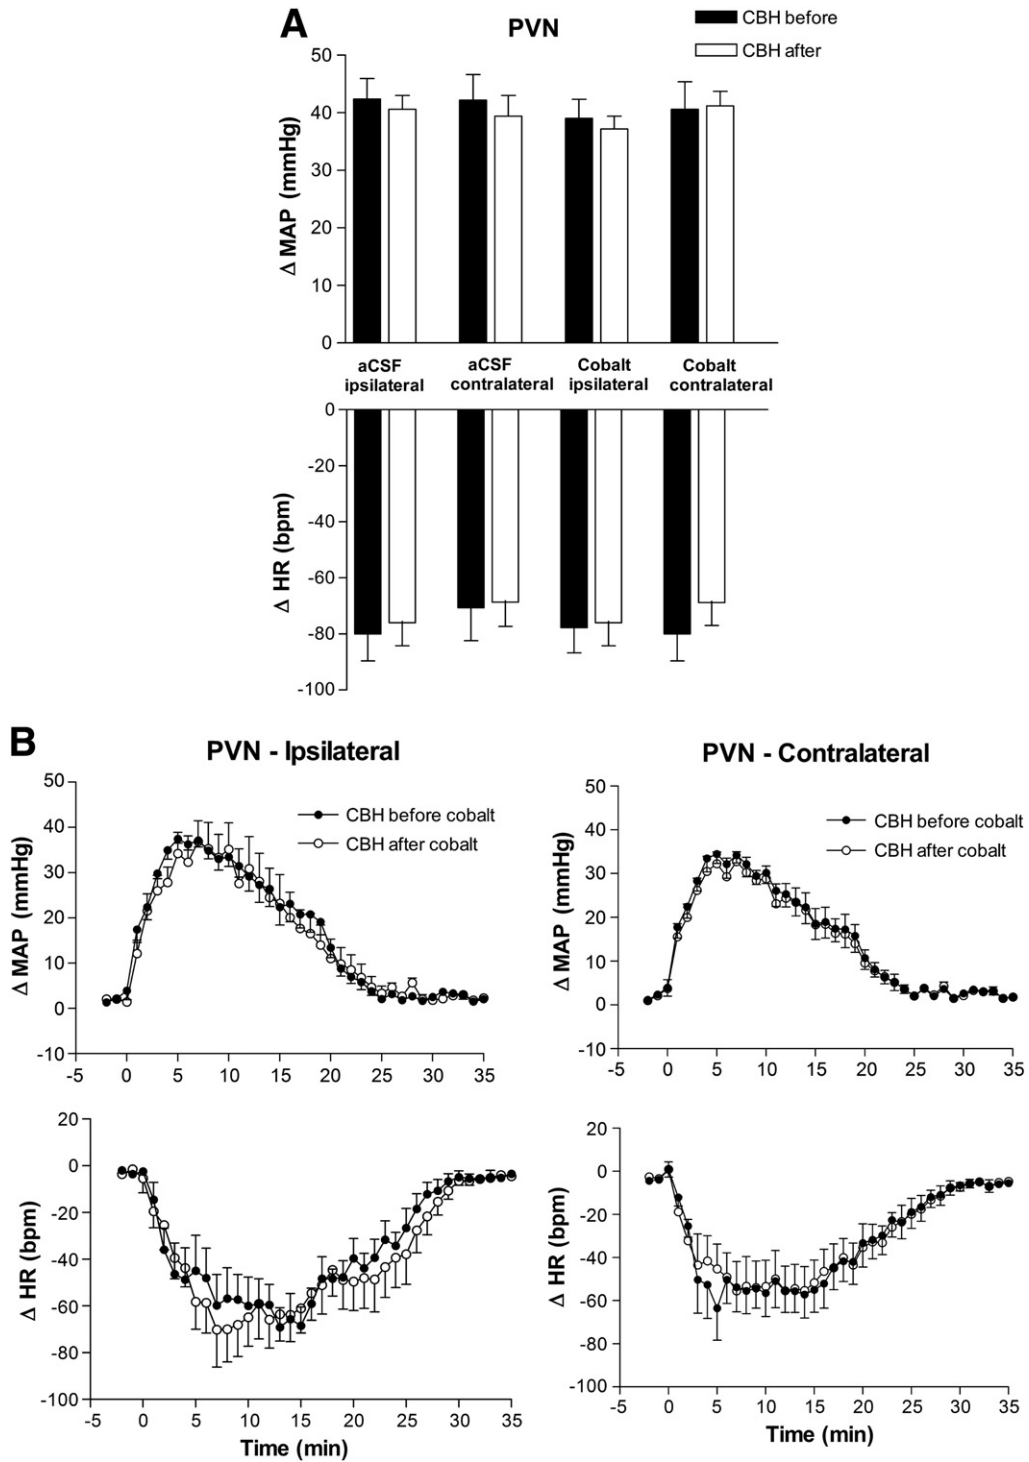 A
PVN
CBH before
CBH after
50
40
30
20
10
0
Δ MAP (mmHg)
aCSF ipsilateral
aCSF contralateral
Cobalt ipsilateral
Cobalt contralateral
0
-20
-40
-60
-80
-100
Δ HR (bpm)
B
PVN - Ipsilateral
CBH before cobalt
CBH after cobalt
50
40
30
20
10
0
-10
Δ MAP (mmHg)
-5 0 5 10 15 20 25 30 35
PVN - Contralateral
CBH before cobalt
CBH after cobalt
50
40
30
20
10
0
-10
Δ MAP (mmHg)
-5 0 5 10 15 20 25 30 35
20
0
-20
-40
-60
-80
-100
Δ HR (bpm)
-5 0 5 10 15 20 25 30 35
Time (min)
20
0
-20
-40
-60
-80
-100
Δ HR (bpm)
-5 0 5 10 15 20 25 30 35
Time (min)